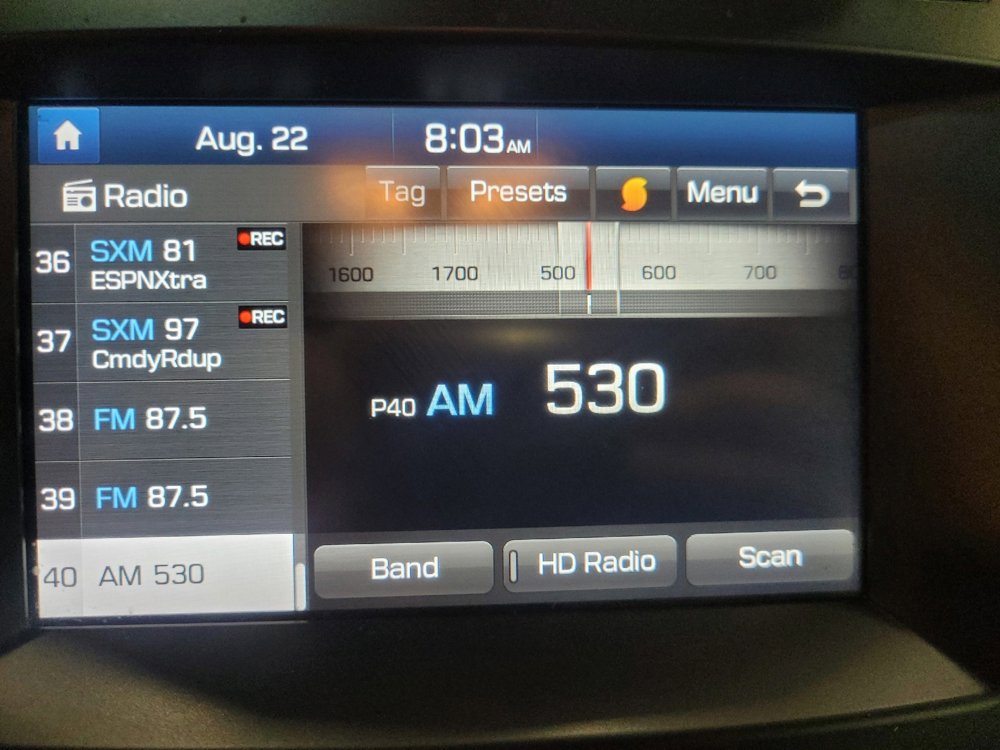 Aug. 22 8:03 AM
Radio Tag Presets Menu
36 SXM 81 REC
ESPNXtra
37 SXM 97 REC
CmdyRdup
38 FM 87.5
39 FM 87.5
40 AM 530
1600 1700 500 600 700
P40 AM 530
Band HD Radio Scan